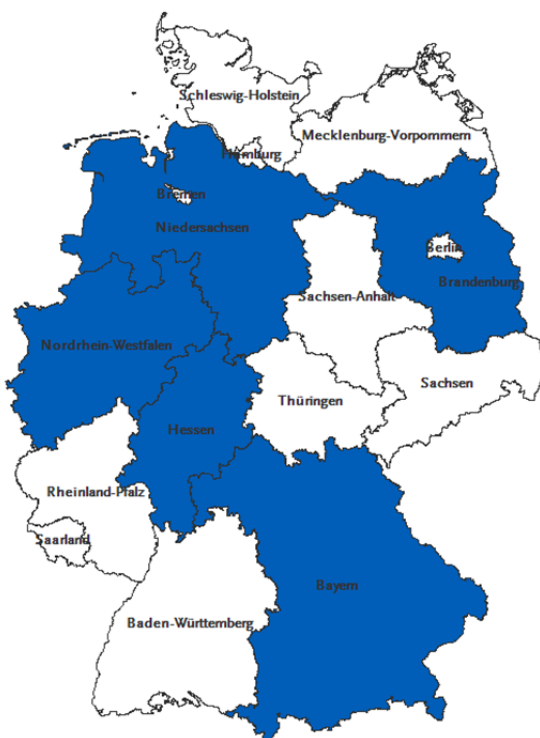 Schleswig-Holstein
Mecklenburg-Vorpommern
Hamburg
Bremen
Niedersachsen
Berlin
Brandenburg
Sachsen-Anhalt
Nordrhein-Westfalen
Sachsen
Thüringen
Hessen
Rheinland-Pfalz
Saarland
Bayern
Baden-Württemberg